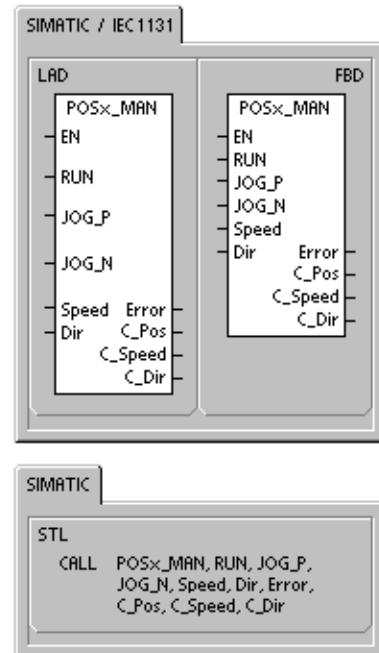 SIMATIC / IEC1131
LAD
POSx_MAN
EN
RUN
JOG_P
JOG_N
Speed Error
Dir C_Pos
C_Speed
C_Dir
FBD
POSx_MAN
EN
RUN
JOG_P
JOG_N
Speed
Dir Error
C_Pos
C_Speed
C_Dir
SIMATIC
STL
CALL POSx_MAN, RUN, JOG_P,
JOG_N, Speed, Dir, Error,
C_Pos, C_Speed, C_Dir